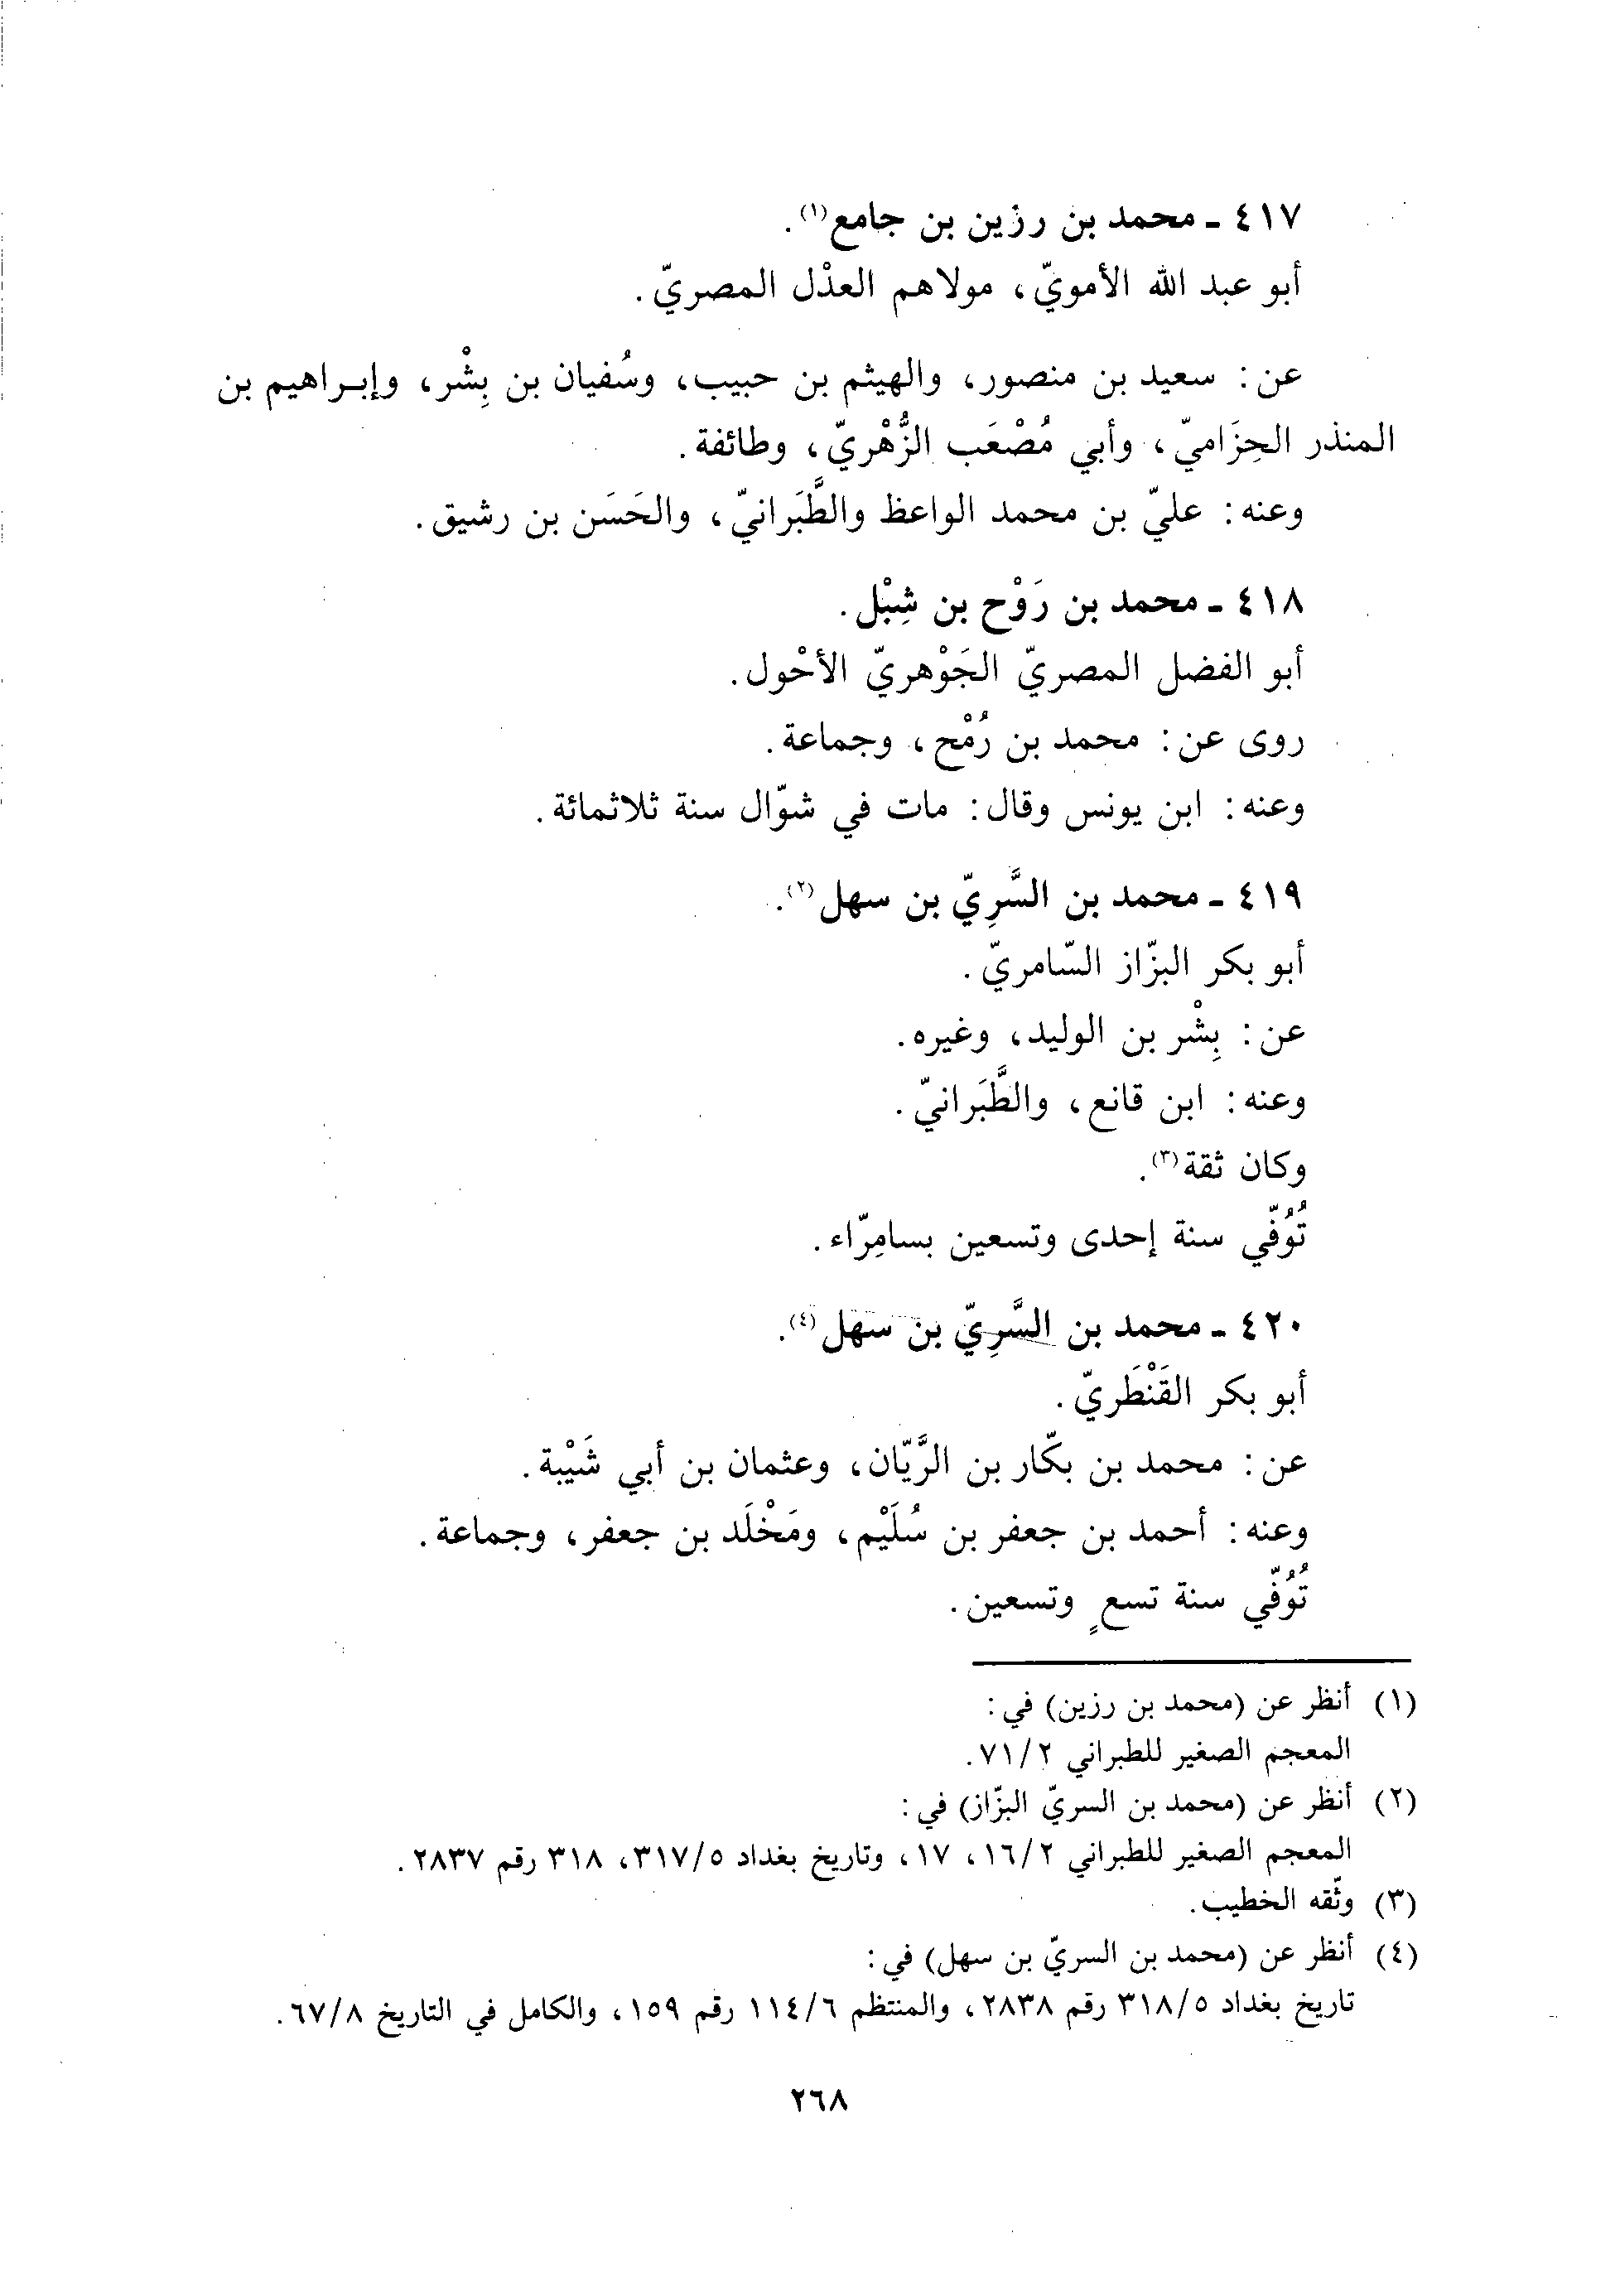 ٤١٧ ـ محمد بن رزين بن جامع(١).
أبو عبد الله الأمويّ، مولاهم العدْل المصريّ.
عن: سعيد بن منصور، والهيثم بن حبيب، وسُفيان بن بِشْر، وإبراهيم بن
المنذر الحِزَاميّ، وأبي مُصْعَب الزُّهْريّ، وطائفة.
وعنه: عليّ بن محمد الواعظ والطَّبَرانيّ، والحَسَن بن رشيق.
٤١٨ ـ محمد بن رَوْح بن شِبْل.
أبو الفضل المصريّ الجَوْهريّ الأحْول.
روى عن: محمد بن رُمْح، وجماعة.
وعنه: ابن يونس وقال: مات في شوّال سنة ثلاثمائة.
٤١٩ ـ محمد بن السَّرِيّ بن سهل(٢).
أبو بكر البزّاز السّامريّ.
عن: بِشْر بن الوليد، وغيره.
وعنه: ابن قانع، والطَّبَرانيّ.
وكان ثقة(٣).
تُوُفّي سنة إحدى وتسعين بسامِرّاء.
٤٢٠ ـ محمد بن السَّرِيّ بن سهل(٤).
أبو بكر القَنْطَريّ.
عن: محمد بن بكّار بن الرَّيّان، وعثمان بن أبي شَيْبة.
وعنه: أحمد بن جعفر بن سُلَيْم، ومَخْلَد بن جعفر، وجماعة.
تُوُفّي سنة تسعٍ وتسعين.
(١) أنظر عن (محمد بن رزين) في:
المعجم الصغير للطبراني ٧١/٢.
(٢) أنظر عن (محمد بن السريّ البزّاز) في:
المعجم الصغير للطبراني ١٦/٢، ١٧، وتاريخ بغداد ٣١٧/٥، ٣١٨ رقم ٢٨٣٧.
(٣) وثّقه الخطيب.
(٤) أنظر عن (محمد بن السريّ بن سهل) في:
تاريخ بغداد ٣١٨/٥ رقم ٢٨٣٨، والمنتظم ١١٤/٦ رقم ١٥٩، والكامل في التاريخ ٦٧/٨.
٢٦٨